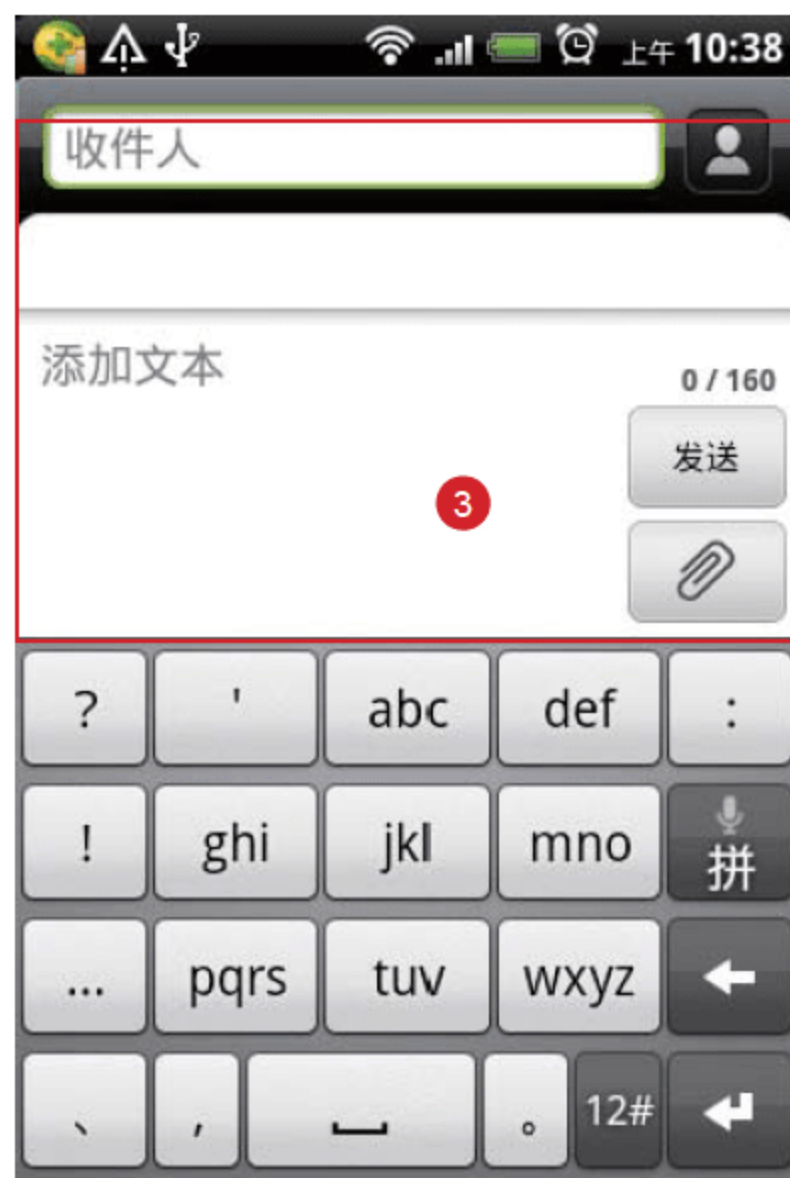 上午 10:38
收件人
添加文本
0 / 160
发送
3
? ' abc def :
! ghi jkl mno 拼
... pqrs tuv wxyz
、 , 。 12#